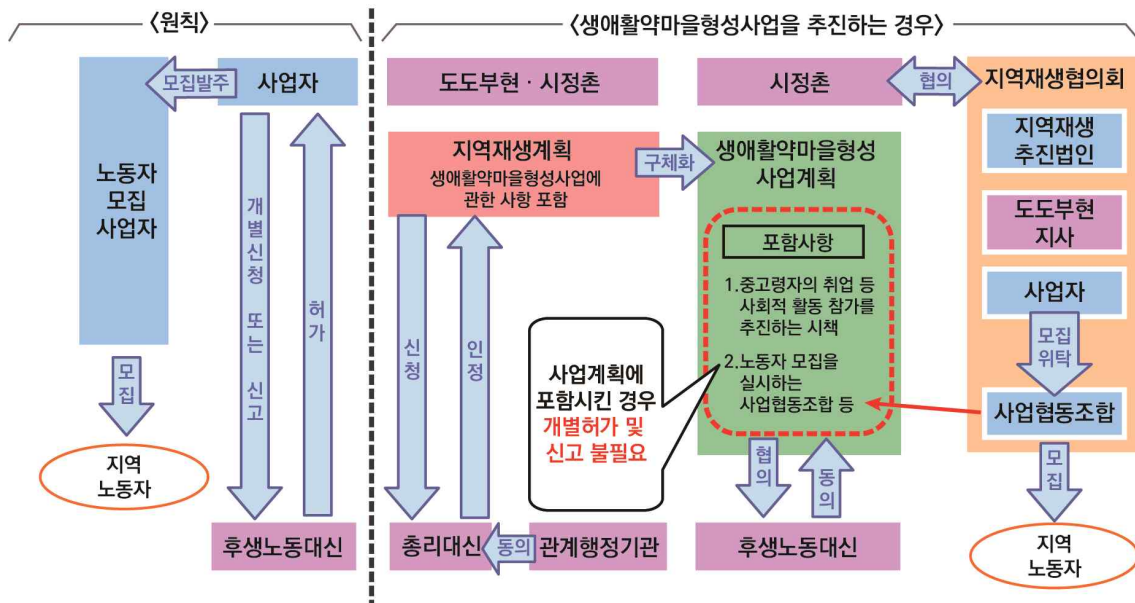 〈원칙〉
사업자
모집발주
노동자
모집
사업자
개별신청 또는 신고
허가
모집
지역
노동자
후생노동대신
〈생애활약마을형성사업을 추진하는 경우〉
도도부현 · 시정촌
시정촌
협의
지역재생협의회
지역재생계획
생애활약마을형성사업에
관한 사항 포함
구체화
생애활약마을형성
사업계획
포함사항
1.중고령자의 취업 등
사회적 활동 참가를
추진하는 시책
2.노동자 모집을
실시하는
사업협동조합 등
사업계획에
포함시킨 경우
개별허가 및
신고 불필요
신청
인정
총리대신
동의
관계행정기관
협의
동의
후생노동대신
지역재생
추진법인
도도부현
지사
사업자
모집
위탁
사업협동조합
모집
지역
노동자